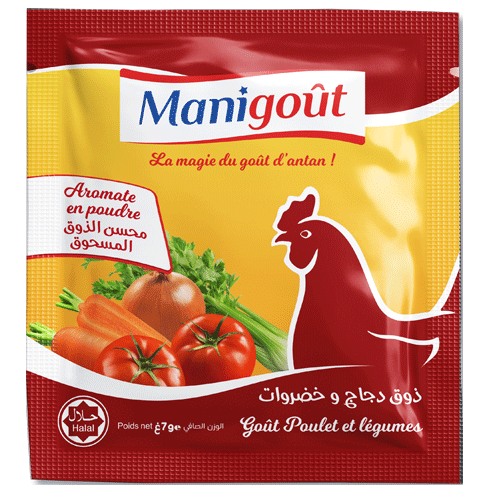 Manigoût
La magie du goût d'antan !
Aromate
en poudre
محسن الذوق
المسحوق
ذوق دجاج و خضروات
Goût Poulet et légumes
حلال
Halal
Poids net 7g℮ غ الوزن الصافي